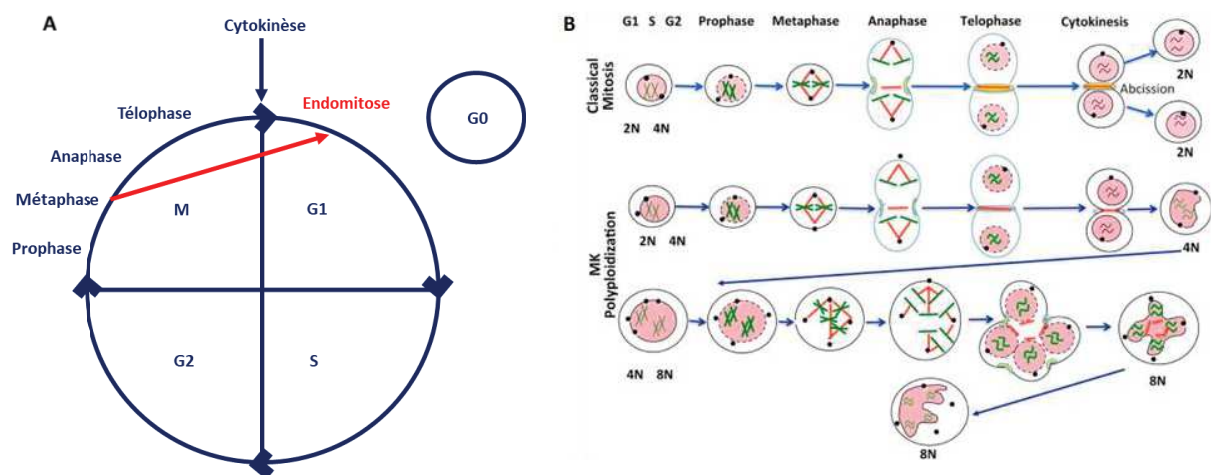 A
Cytokinèse
Endomitose
G0
Télophase
Anaphase
Métaphase
Prophase
M
G1
G2
S
B
G1 S G2 Prophase Metaphase Anaphase Telophase Cytokinesis
Classical
Mitosis
2N 4N
2N
Abcission
2N
MK
Polyploidization
2N 4N
4N
4N 8N
8N
8N